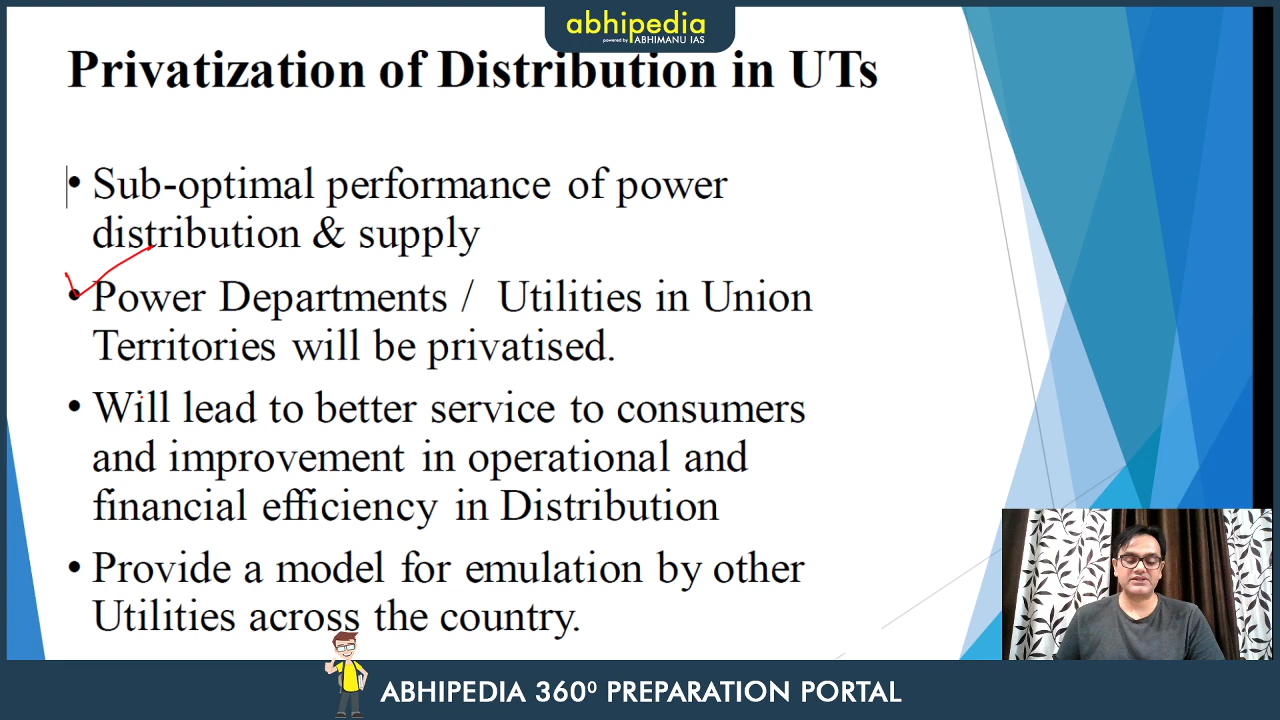 abhipedia
powered by ABHIMANU IAS
Privatization of Distribution in UTs
• Sub-optimal performance of power
distribution & supply
• Power Departments / Utilities in Union
Territories will be privatised.
• Will lead to better service to consumers
and improvement in operational and
financial efficiency in Distribution
• Provide a model for emulation by other
Utilities across the country.
ABHIPEDIA 360⁰ PREPARATION PORTAL